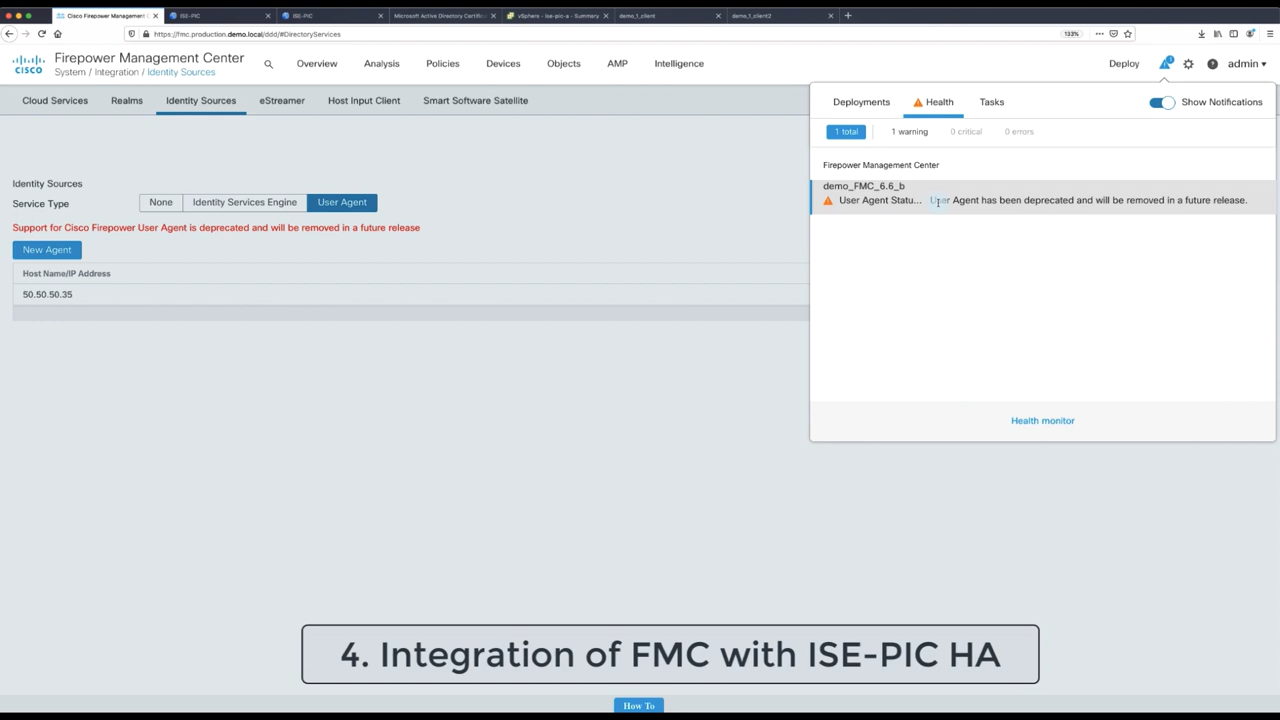 Cisco Firepower Management C
ISE-PIC
ISE-PIC
Microsoft Active Directory Certific
vSphere - ise-pic-a - Summary
demo_1_client
demo_1_client2
https://fmc.production.demo.local/ddd/#DirectoryServices
133%
CISCO
Firepower Management Center
System / Integration / Identity Sources
Overview
Analysis
Policies
Devices
Objects
AMP
Intelligence
Deploy
admin
Cloud Services
Realms
Identity Sources
eStreamer
Host Input Client
Smart Software Satellite
Deployments
Health
Tasks
Show Notifications
1 total
1 warning
0 critical
0 errors
Firepower Management Center
demo_FMC_6.6_b
User Agent Statu... User Agent has been deprecated and will be removed in a future release.
Health monitor
Identity Sources
Service Type
None
Identity Services Engine
User Agent
Support for Cisco Firepower User Agent is deprecated and will be removed in a future release
New Agent
Host Name/IP Address
50.50.50.35
4. Integration of FMC with ISE-PIC HA
How To